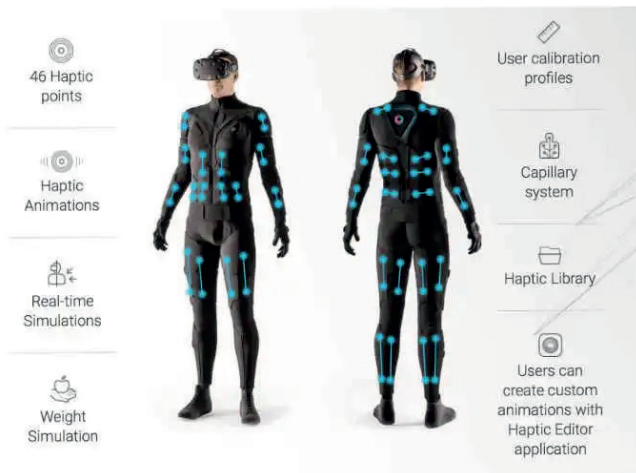 46 Haptic
points
Haptic
Animations
Real-time
Simulations
Weight
Simulation
User calibration
profiles
Capillary
system
Haptic Library
Users can
create custom
animations with
Haptic Editor
application